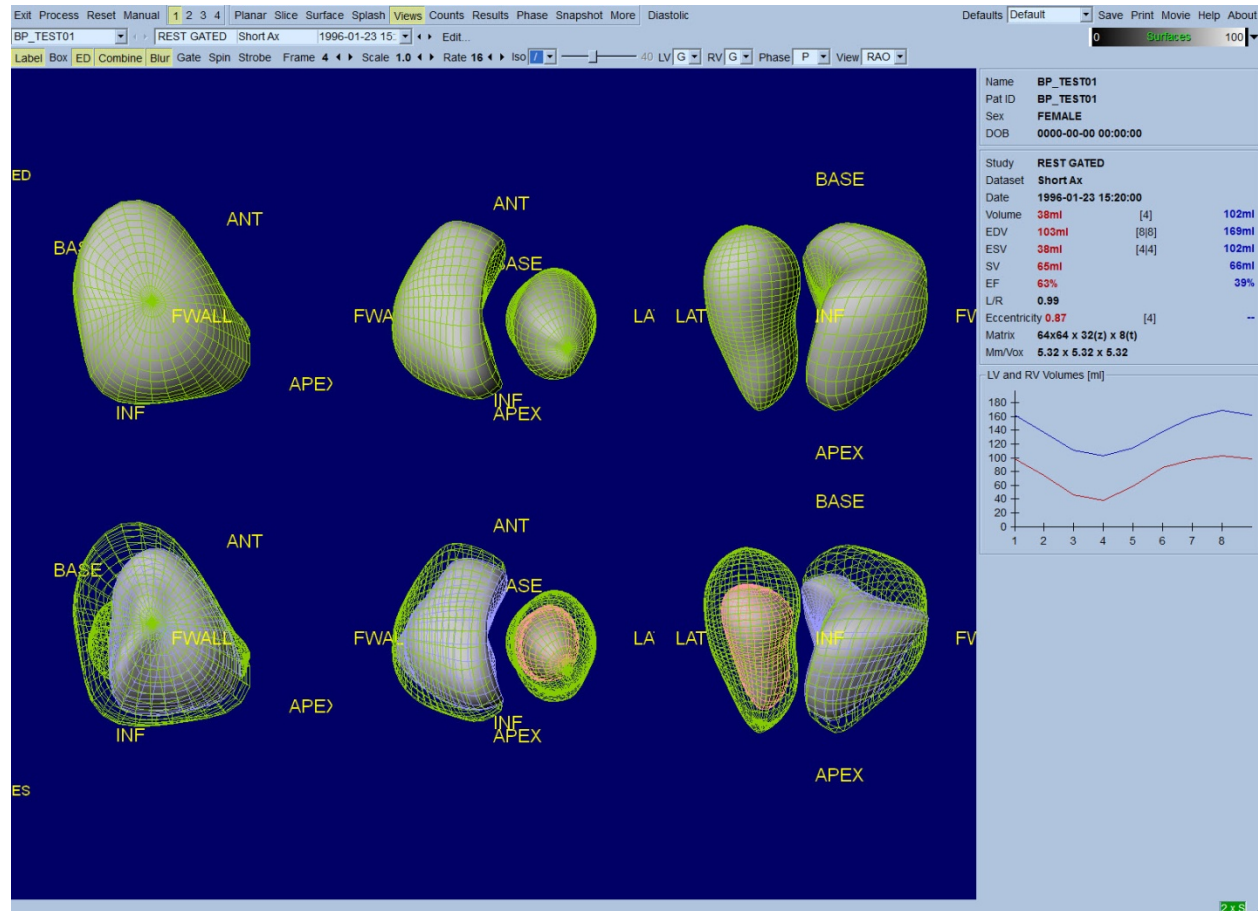 Exit Process Reset Manual 1 2 3 4 Planar Slice Surface Splash Views Counts Results Phase Snapshot More Diastolic Defaults Default Save Print Movie Help About
BP_TEST01 REST GATED Short Ax 1996-01-23 15: Edit... 0 Surfaces 100
Label Box ED Combine Blur Gate Spin Strobe Frame 4 Scale 1.0 Rate 16 Iso / 40 LV G RV G Phase P View RAO
Name BP_TEST01
Pat ID BP_TEST01
Sex FEMALE
DOB 0000-00-00 00:00:00
Study REST GATED
Dataset Short Ax
Date 1996-01-23 15:20:00
Volume 38ml [4] 102ml
EDV 103ml [8|8] 169ml
ESV 38ml [4|4] 102ml
SV 65ml 66ml
EF 63% 39%
L/R 0.99
Eccentricity 0.87 [4] --
Matrix 64x64 x 32(z) x 8(t)
Mm/Vox 5.32 x 5.32 x 5.32
LV and RV Volumes [ml]
180
160
140
120
100
80
60
40
20
0
1 2 3 4 5 6 7 8
ED
ANT
BAS
FWALL
APEX
INF
ANT
BASE
FWA
LA
INF
APEX
BASE
LAT
INF
FW
APEX
ANT
BASE
FWALL
APEX
INF
ANT
BASE
FWAL
LA
INF
APEX
BASE
LAT
INF
FW
APEX
ES
2 x S